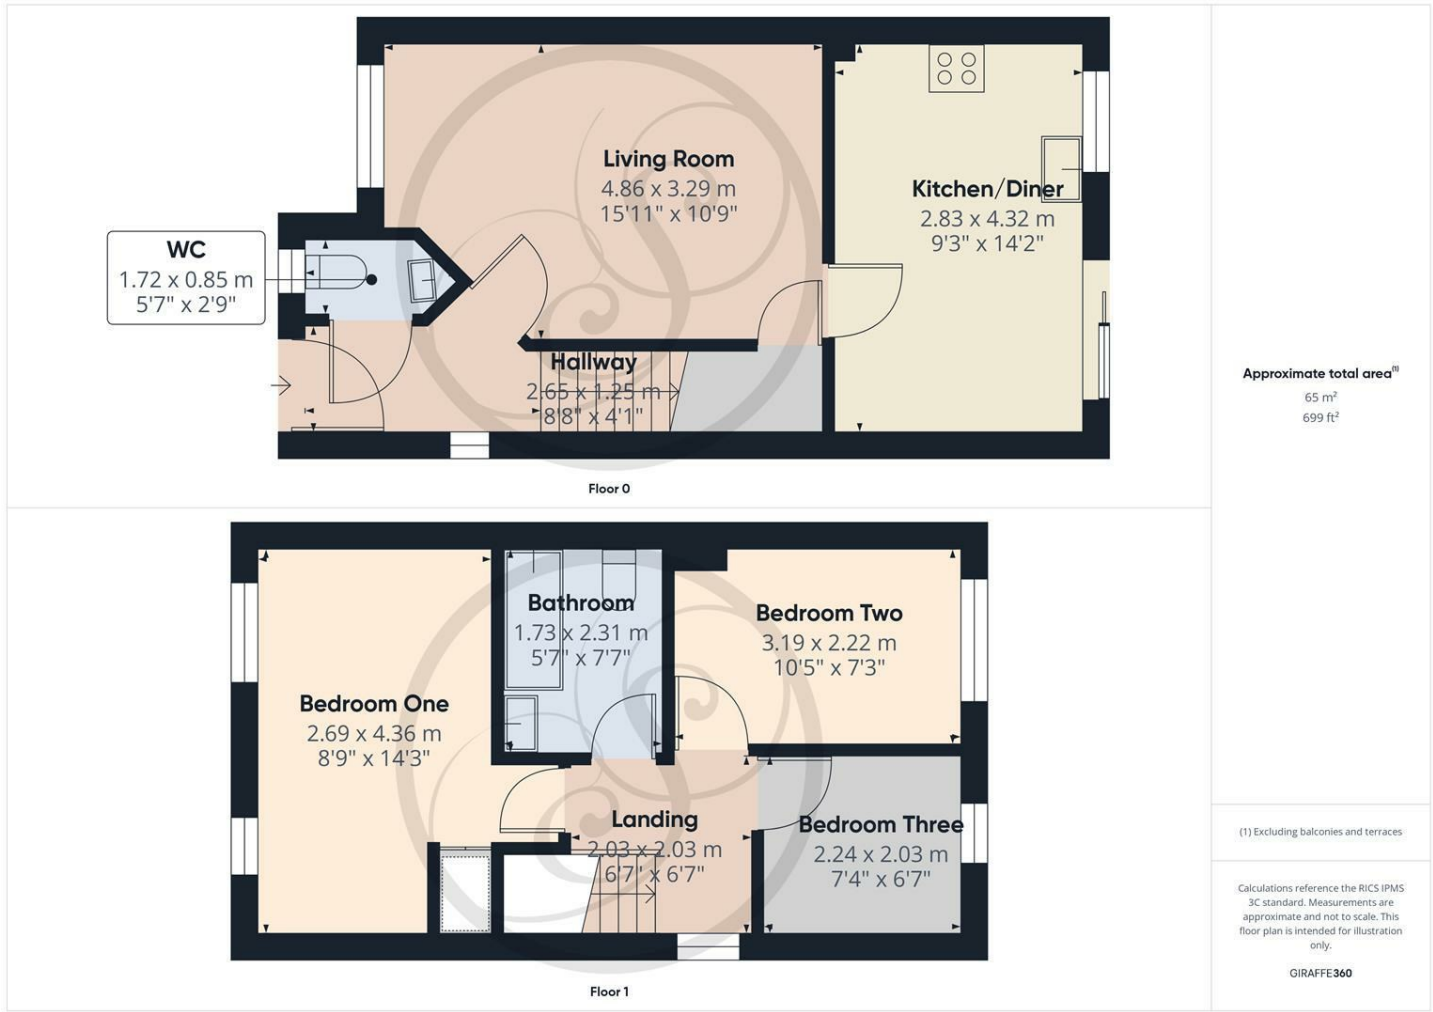 Living Room
4.86 x 3.29 m
15'11" x 10'9"
Kitchen/Diner
2.83 x 4.32 m
9'3" x 14'2"
WC
1.72 x 0.85 m
5'7" x 2'9"
Hallway
2.65 x 1.25 m
8'8" x 4'1"
Floor 0
Bedroom One
2.69 x 4.36 m
8'9" x 14'3"
Bathroom
1.73 x 2.31 m
5'7" x 7'7"
Bedroom Two
3.19 x 2.22 m
10'5" x 7'3"
Landing
2.03 x 2.03 m
6'7" x 6'7"
Bedroom Three
2.24 x 2.03 m
7'4" x 6'7"
Floor 1
Approximate total area(1)
65 m²
699 ft²
(1) Excluding balconies and terraces
Calculations reference the RICS IPMS
3C standard. Measurements are
approximate and not to scale. This
floor plan is intended for illustration
only.
GIRAFFE360